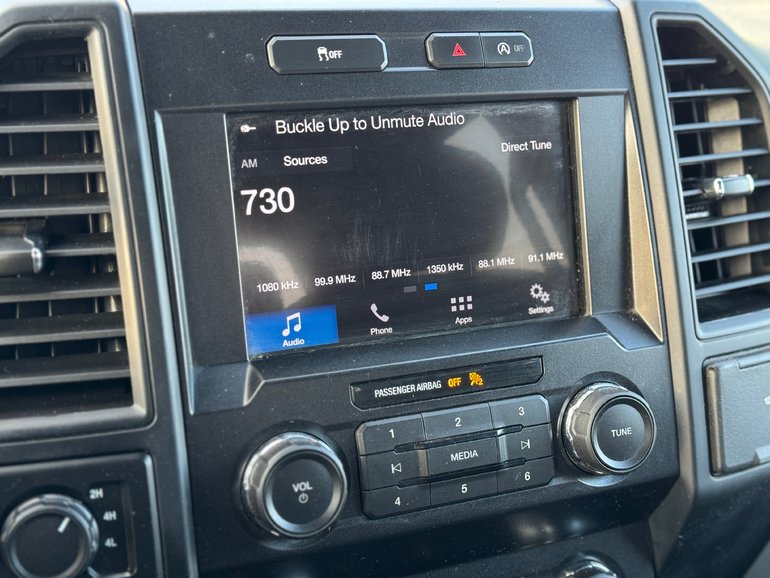 OFF
OFF
Buckle Up to Unmute Audio
AM Sources Direct Tune
730
1080 kHz 99.9 MHz 88.7 MHz 1350 kHz 88.1 MHz 91.1 MHz
Audio Phone Apps Settings
PASSENGER AIRBAG OFF 2
1 2 3
MEDIA
4 5 6
VOL
TUNE
2H
4H
4L